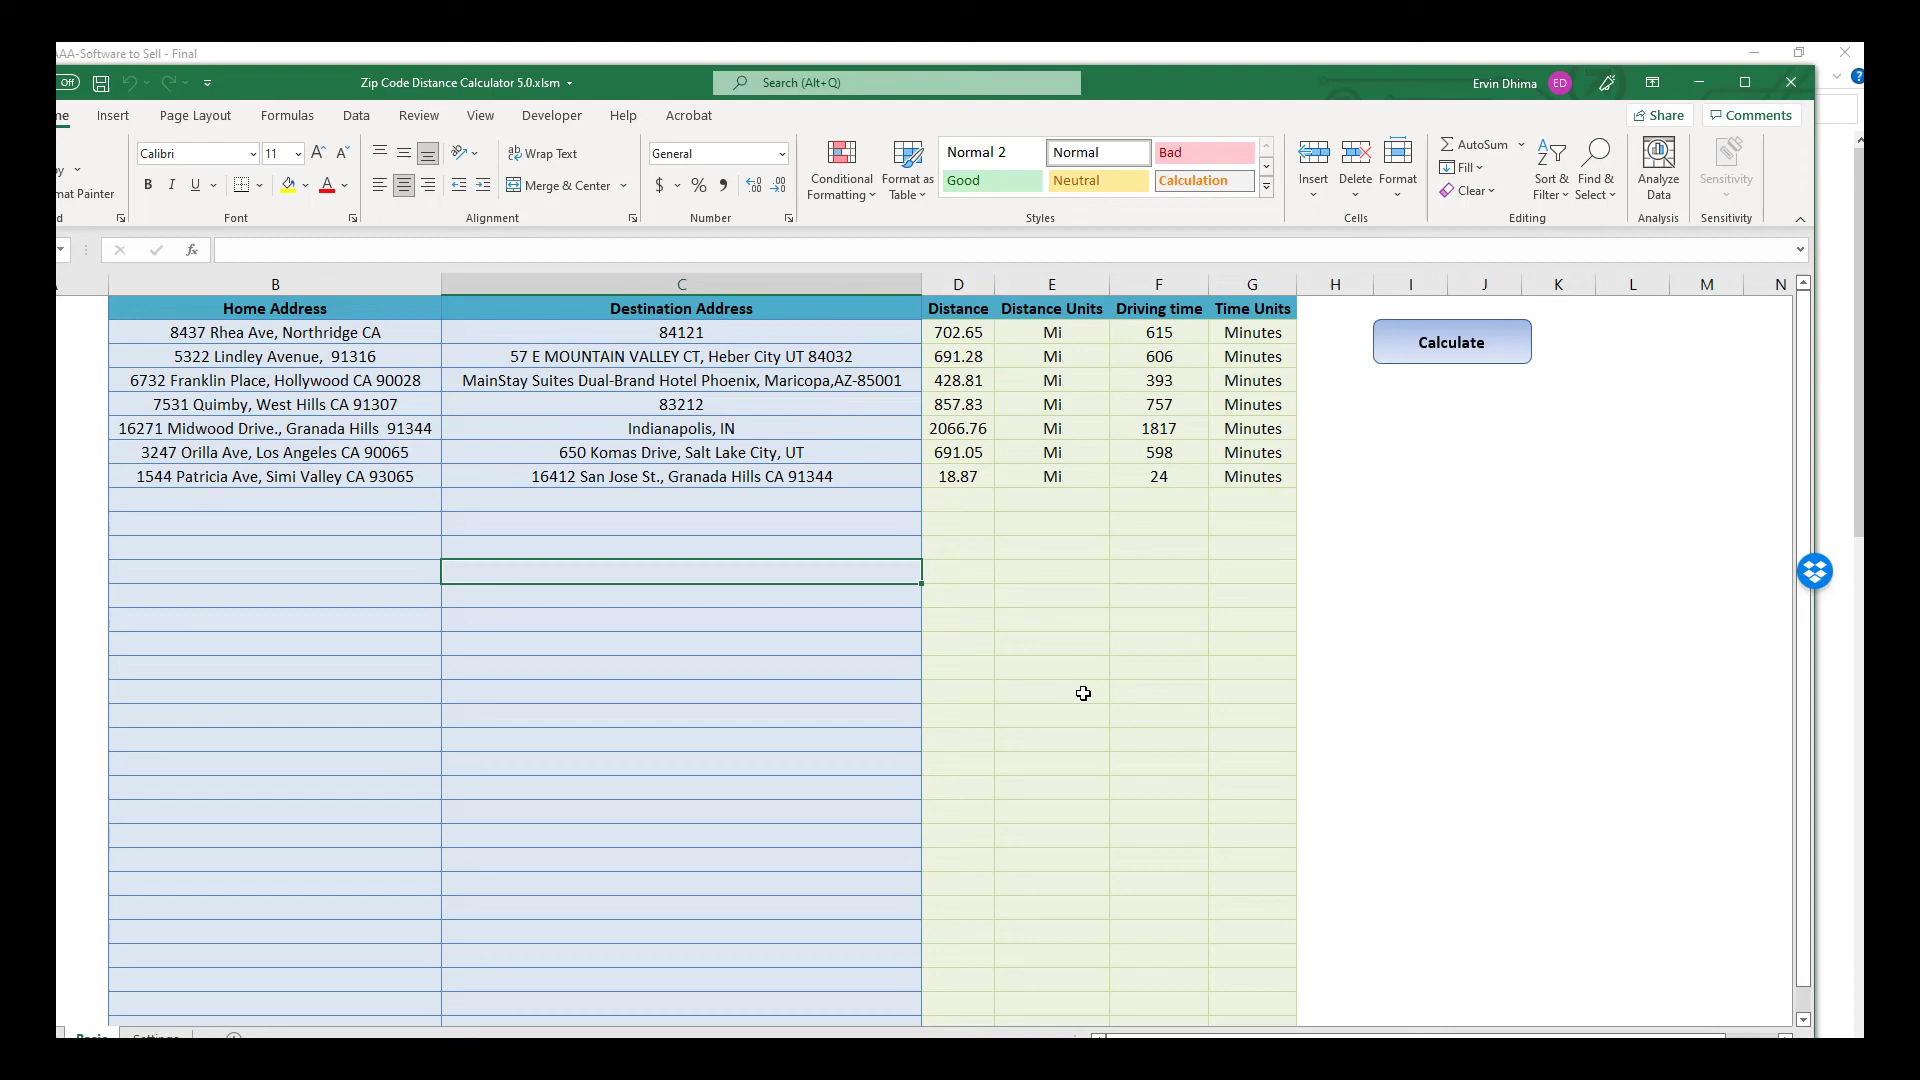 AAA-Software to Sell - Final
Off
Zip Code Distance Calculator 5.0.xlsm
Search (Alt+Q)
Ervin Dhima
ED
Insert
Page Layout
Formulas
Data
Review
View
Developer
Help
Acrobat
Share
Comments
Calibri
11
Wrap Text
General
Conditional Formatting
Format as Table
Normal 2
Normal
Bad
Good
Neutral
Calculation
Insert
Delete
Format
AutoSum
Fill
Clear
Sort & Filter
Find & Select
Analyze Data
Sensitivity
mat Painter
B I U
Merge & Center
$ % 9
Font
Alignment
Number
Styles
Cells
Editing
Analysis
Sensitivity
fx
B C D E F G H I J K L M N
Home Address Destination Address Distance Distance Units Driving time Time Units
8437 Rhea Ave, Northridge CA 84121 702.65 Mi 615 Minutes
Calculate
5322 Lindley Avenue,  91316 57 E MOUNTAIN VALLEY CT, Heber City UT 84032 691.28 Mi 606 Minutes
6732 Franklin Place, Hollywood CA 90028 MainStay Suites Dual-Brand Hotel Phoenix, Maricopa,AZ-85001 428.81 Mi 393 Minutes
7531 Quimby, West Hills CA 91307 83212 857.83 Mi 757 Minutes
16271 Midwood Drive., Granada Hills  91344 Indianapolis, IN 2066.76 Mi 1817 Minutes
3247 Orilla Ave, Los Angeles CA 90065 650 Komas Drive, Salt Lake City, UT 691.05 Mi 598 Minutes
1544 Patricia Ave, Simi Valley CA 93065 16412 San Jose St., Granada Hills CA 91344 18.87 Mi 24 Minutes
Basic
Settings